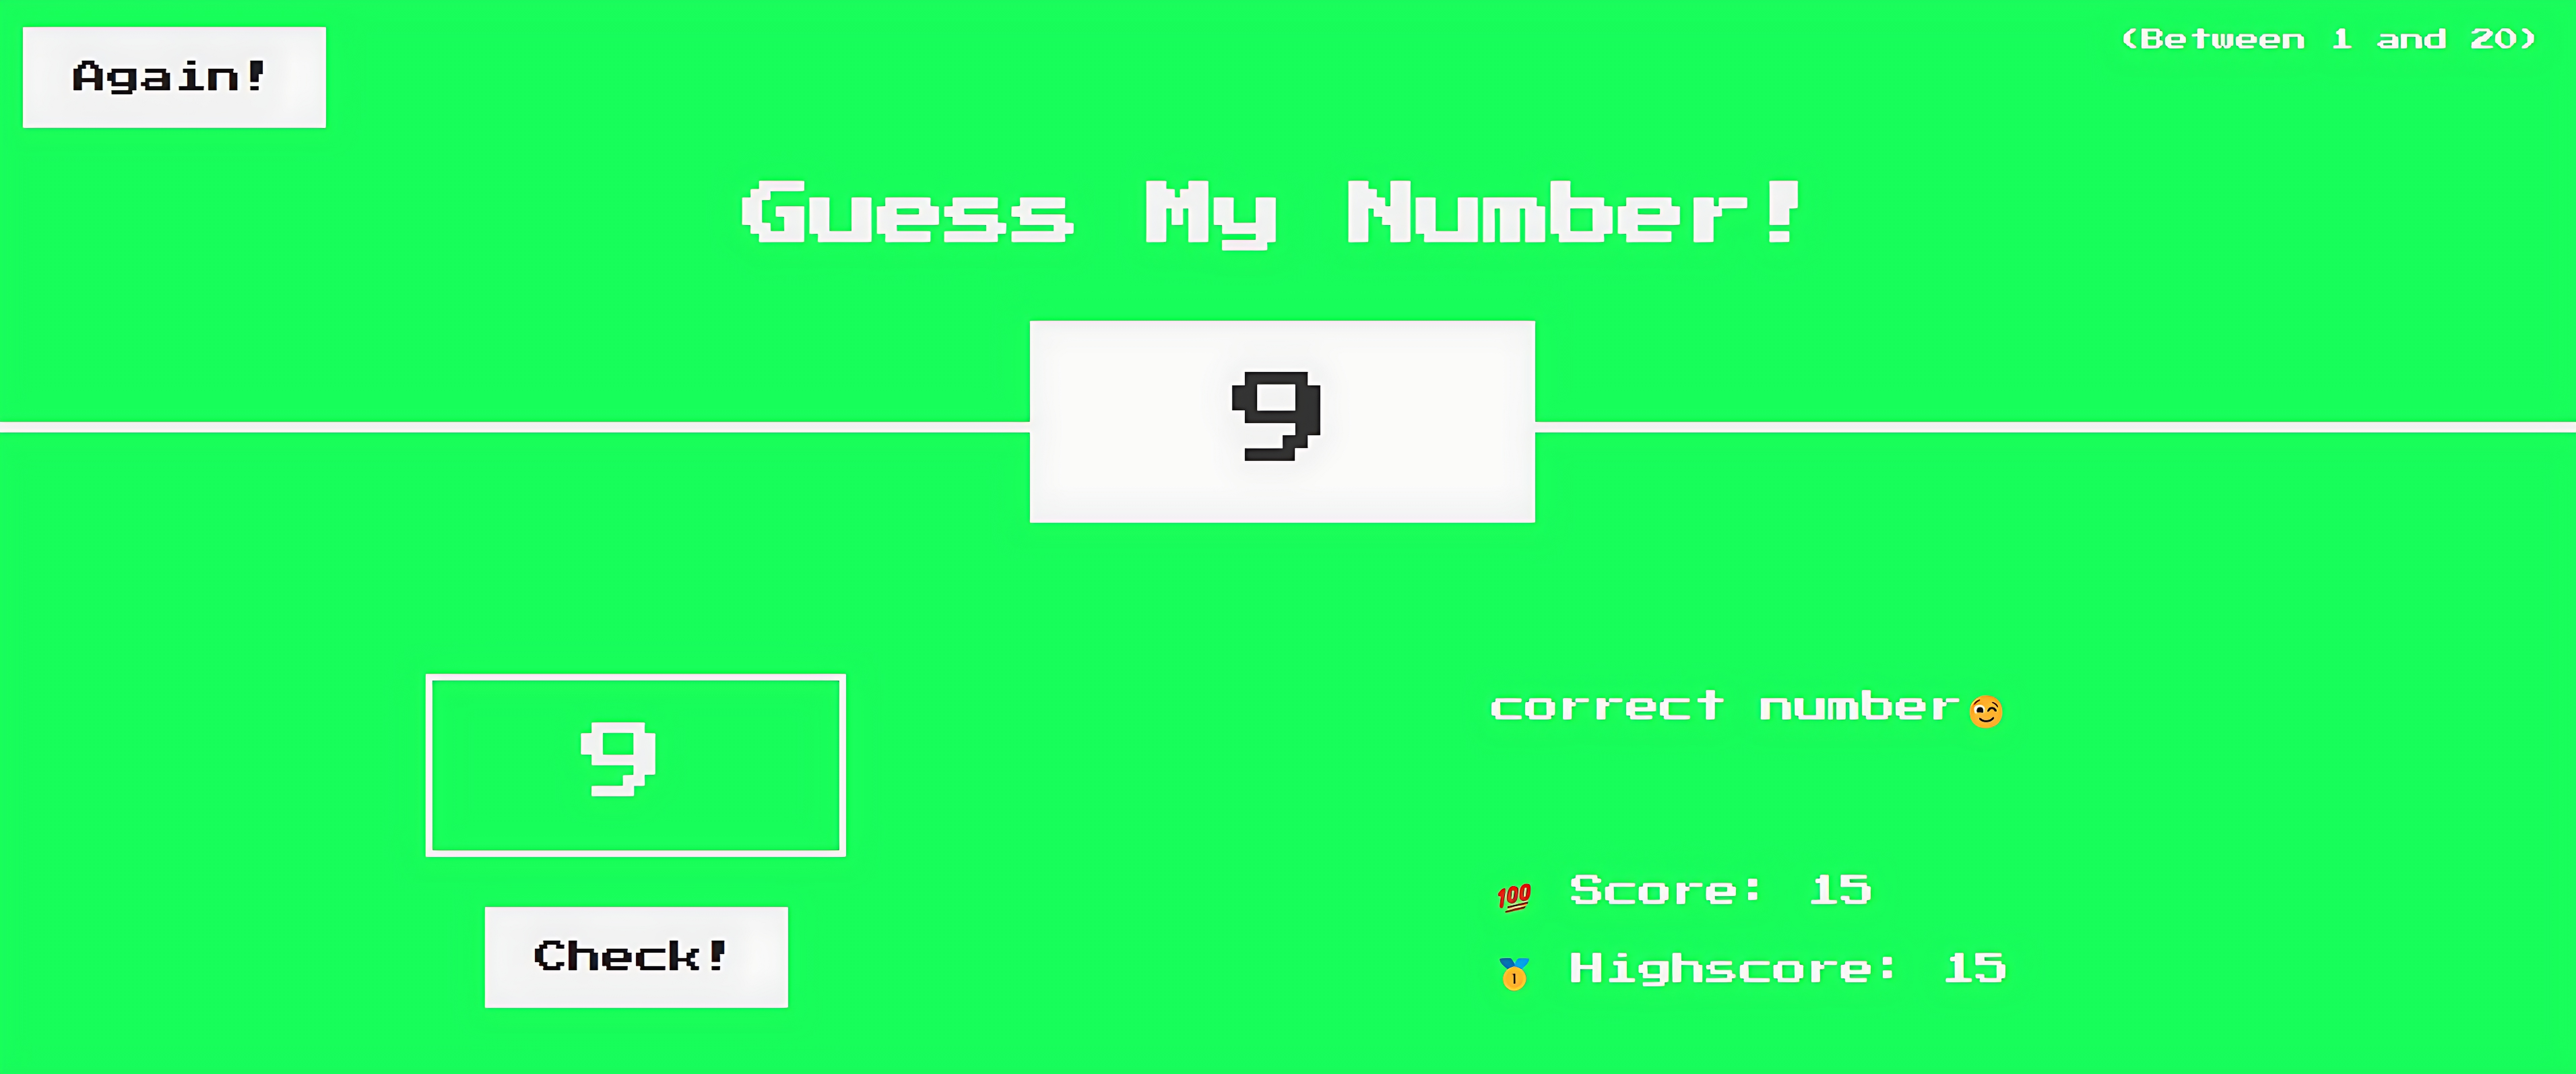 Again!
(Between 1 and 20)
Guess My Number!
9
9
correct number😉
Check!
💯 Score: 15
🥇 Highscore: 15